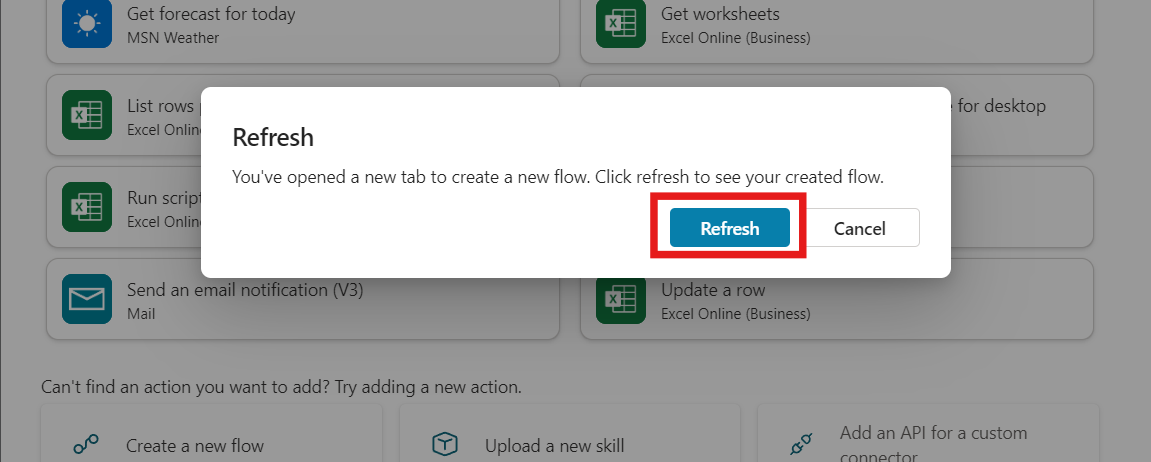 Get forecast for today
MSN Weather
Get worksheets
Excel Online (Business)
List rows
Excel Onlin
e for desktop
Refresh
You've opened a new tab to create a new flow. Click refresh to see your created flow.
Refresh
Cancel
Run script
Excel Onlin
Send an email notification (V3)
Mail
Update a row
Excel Online (Business)
Can't find an action you want to add? Try adding a new action.
Create a new flow
Upload a new skill
Add an API for a custom
connector